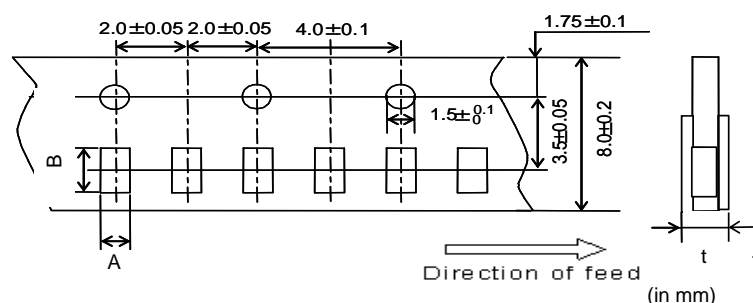 2.0±0.05 2.0±0.05 4.0±0.1 1.75±0.1
1.5±0.1 0
3.5±0.05
8.0±0.2
B
A
t
Direction of feed
(in mm)